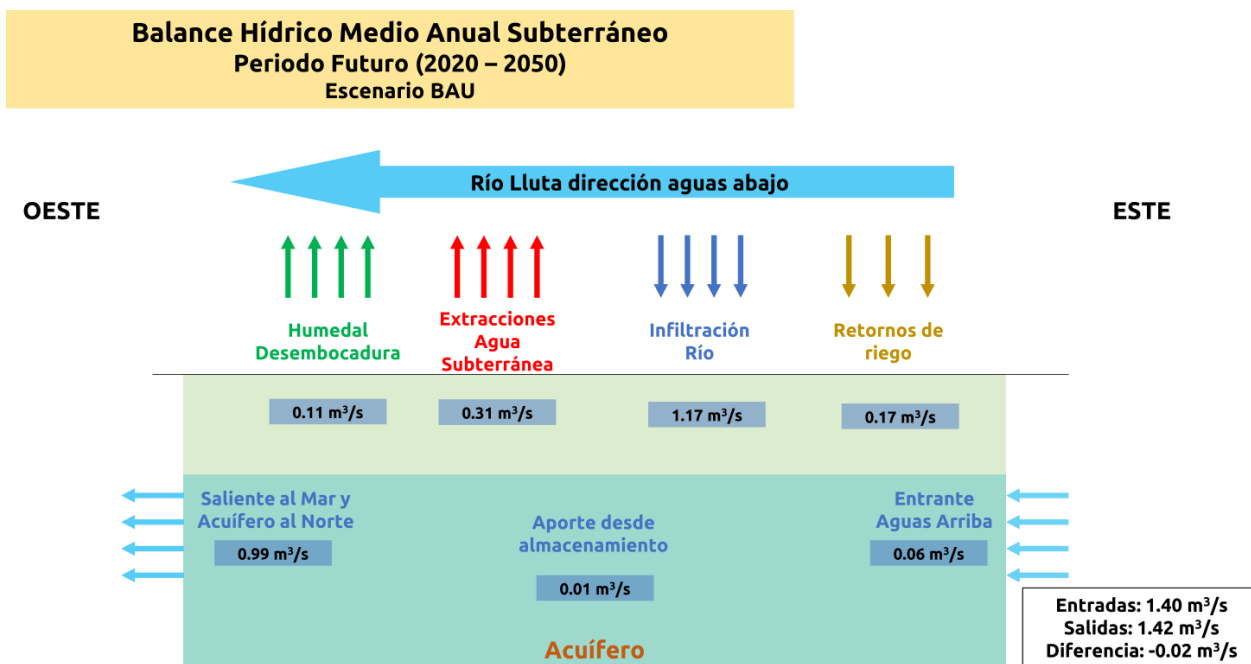 Balance Hídrico Medio Anual Subterráneo
Periodo Futuro (2020 – 2050)
Escenario BAU
Río Lluta dirección aguas abajo
OESTE
ESTE
Humedal
Desembocadura
Extracciones
Agua
Subterránea
Infiltración
Río
Retornos de
riego
0.11 m³/s
0.31 m³/s
1.17 m³/s
0.17 m³/s
Saliente al Mar y
Acuífero al Norte
0.99 m³/s
Aporte desde
almacenamiento
0.01 m³/s
Entrante
Aguas Arriba
0.06 m³/s
Acuífero
Entradas: 1.40 m³/s
Salidas: 1.42 m³/s
Diferencia: -0.02 m³/s